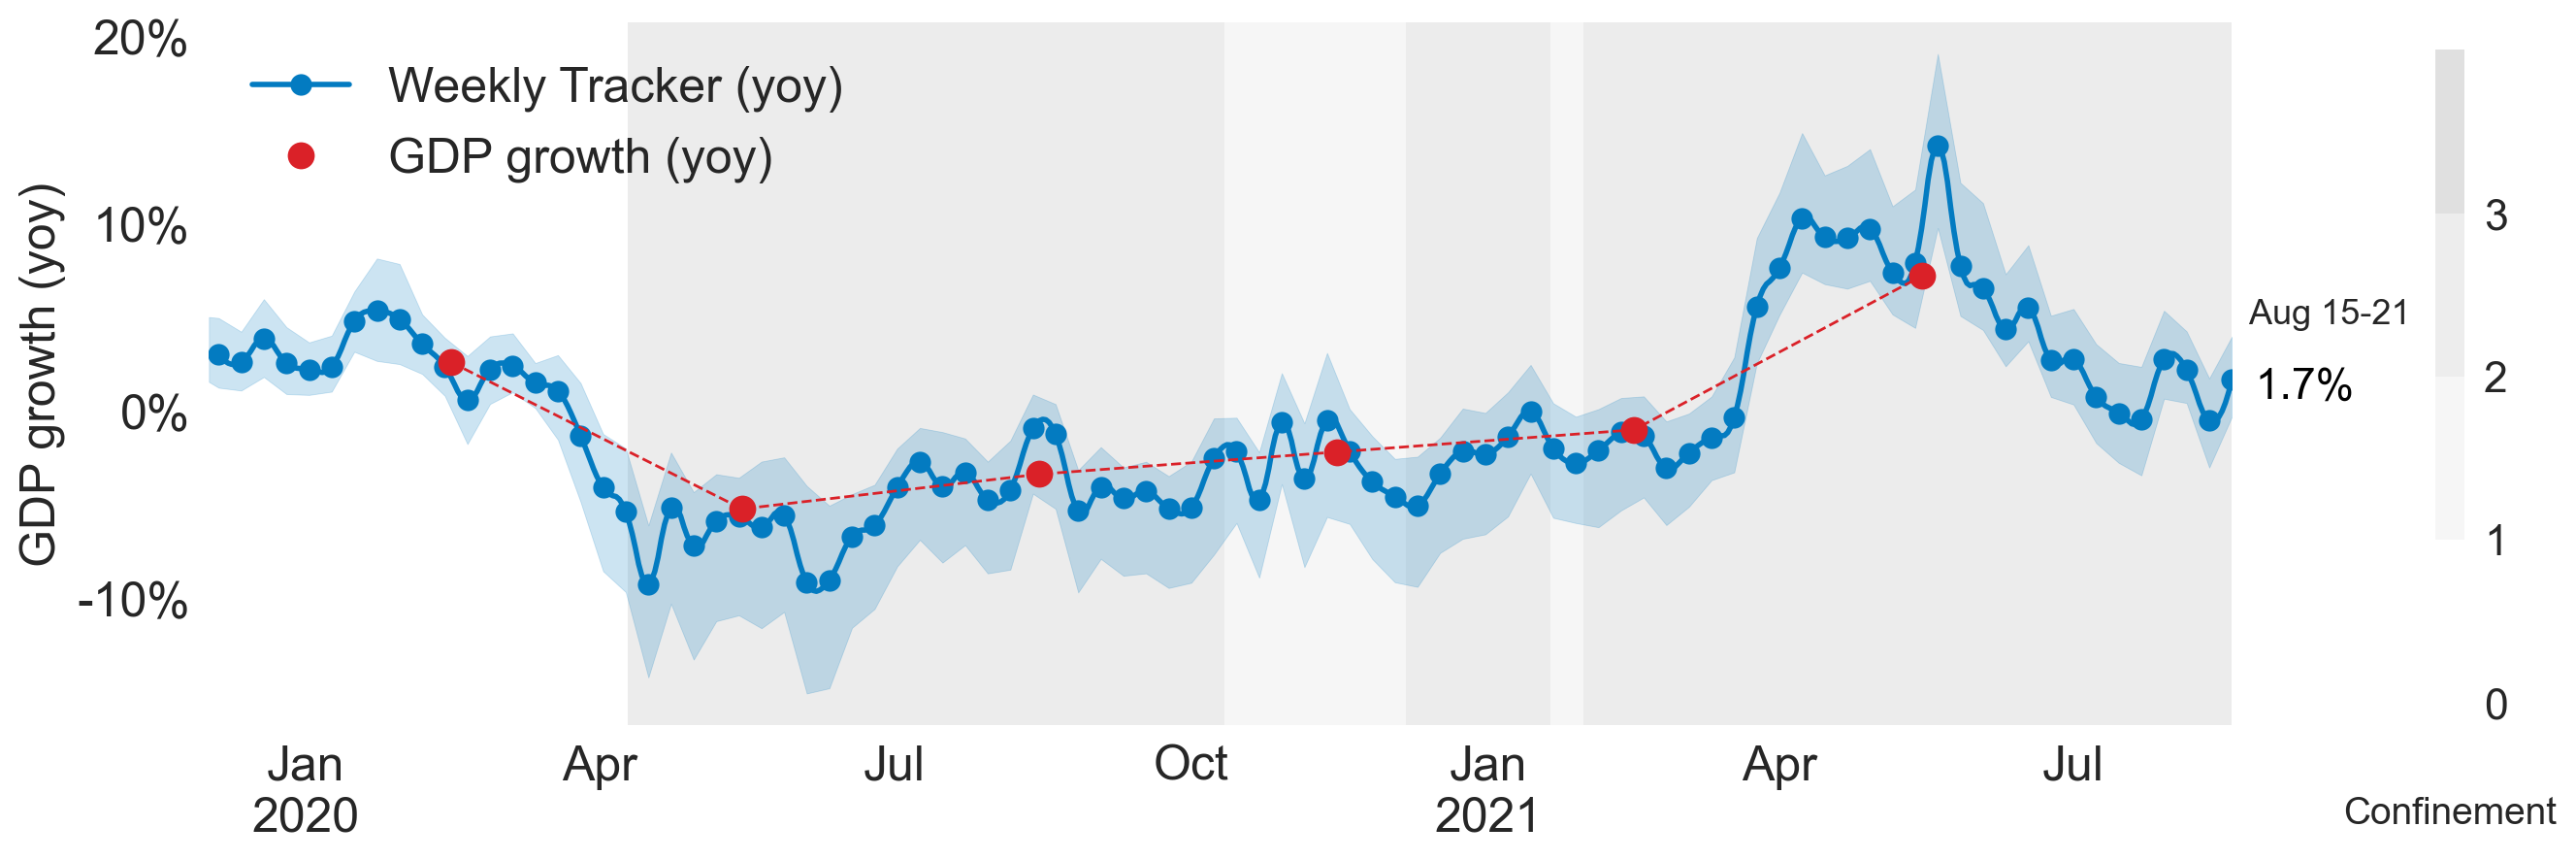 20%
10%
0%
-10%
GDP growth (yoy)
Weekly Tracker (yoy)
GDP growth (yoy)
Jan
2020
Apr
Jul
Oct
Jan
2021
Apr
Jul
Aug 15-21
1.7%
3
2
1
0
Confinement